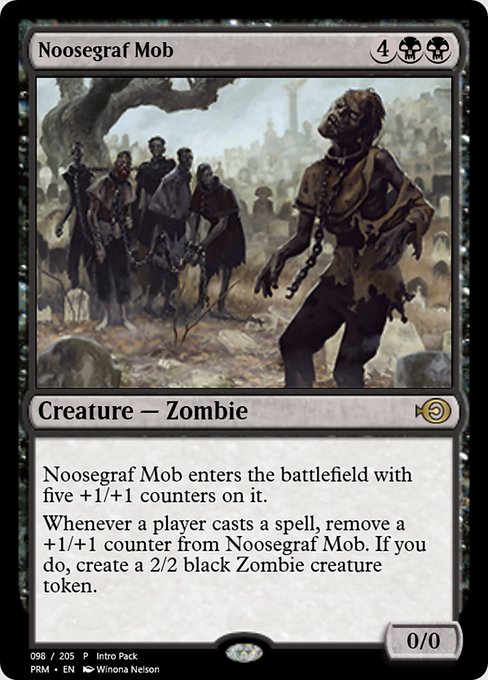 Noosegraf Mob 4
Creature — Zombie
Noosegraf Mob enters the battlefield with
five +1/+1 counters on it.
Whenever a player casts a spell, remove a
+1/+1 counter from Noosegraf Mob. If you
do, create a 2/2 black Zombie creature
token.
0/0
098 / 205 P Intro Pack
PRM • EN Winona Nelson